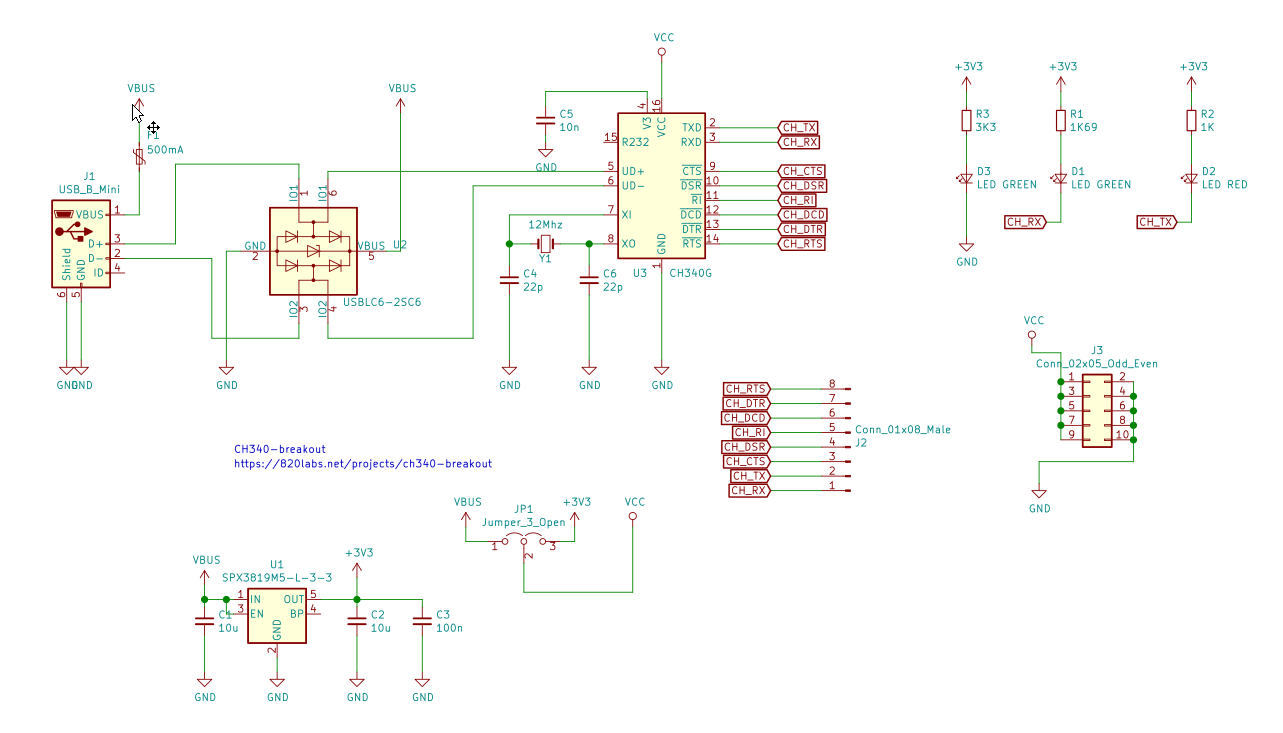 VBUS
F1
500mA
J1
USB_B_Mini
VBUS 1
D+ 3
D- 2
ID 4
Shield
GND
6
5
GND
GND
IO1
1
IO1
6
GND
2
VBUS
5
U2
IO2
3
IO2
4
USBLC6-2SC6
GND
VBUS
VCC
C5
10n
GND
4
V3
16
VCC
15 R232
5 UD+
6 UD-
7 XI
8 XO
TXD 2
RXD 3
CTS 9
DSR 10
RI 11
DCD 12
DTR 13
RTS 14
GND
1
U3
CH340G
CH_TX
CH_RX
CH_CTS
CH_DSR
CH_RI
CH_DCD
CH_DTR
CH_RTS
12Mhz
Y1
C4
22p
C6
22p
GND
GND
GND
+3V3
R3
3K3
D3
LED GREEN
GND
+3V3
R1
1K69
D1
LED GREEN
CH_RX
+3V3
R2
1K
D2
LED RED
CH_TX
VCC
J3
Conn_02x05_Odd_Even
1 2
3 4
5 6
7 8
9 10
GND
CH_RTS 8
CH_DTR 7
CH_DCD 6
CH_RI 5
CH_DSR 4
CH_CTS 3
CH_TX 2
CH_RX 1
Conn_01x08_Male
J2
CH340-breakout
https://820labs.net/projects/ch340-breakout
VBUS
JP1
Jumper_3_Open
+3V3
VCC
1
2
3
VBUS
U1
SPX3819M5-L-3-3
+3V3
1 IN
3 EN
OUT 5
BP 4
GND
2
C1
10u
C2
10u
C3
100n
GND
GND
GND
GND